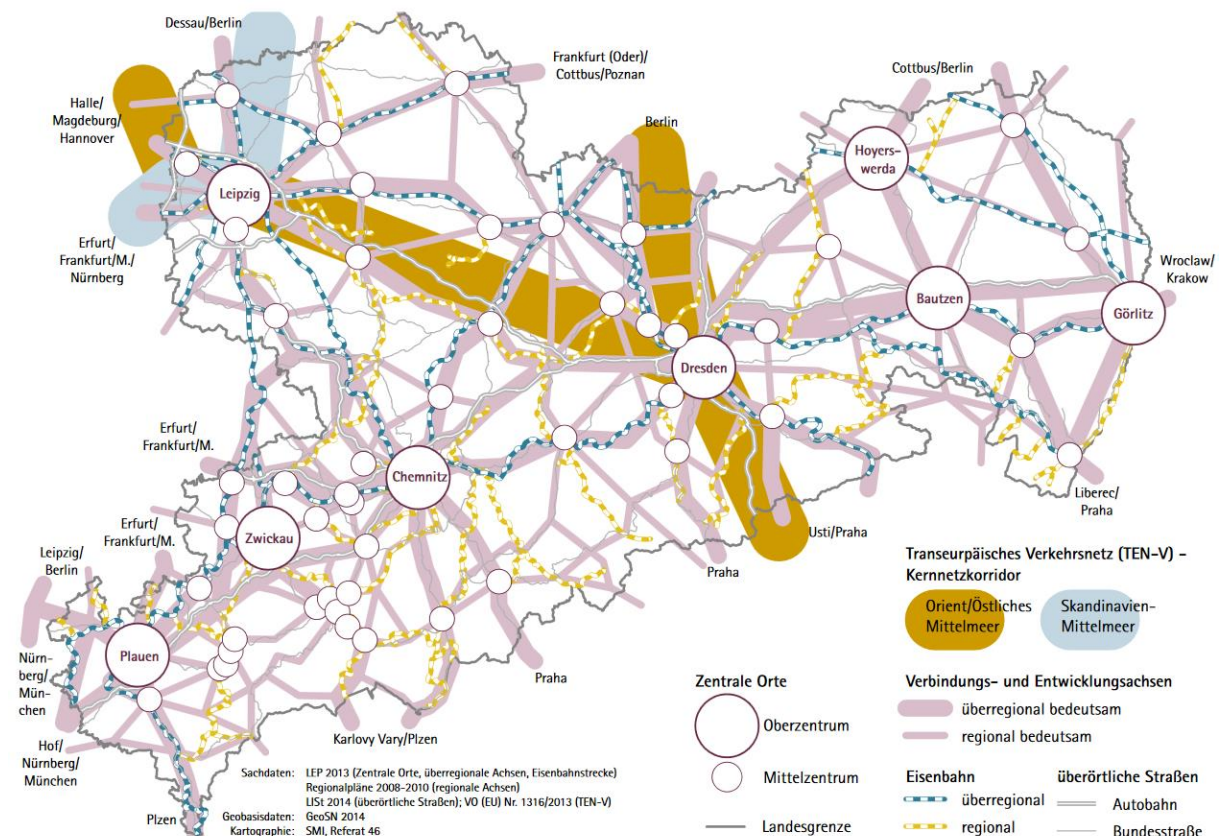 Dessau/Berlin
Frankfurt (Oder)/
Cottbus/Poznan
Cottbus/Berlin
Halle/
Magdeburg/
Hannover
Berlin
Hoyers-
werda
Leipzig
Erfurt/
Frankfurt/M./
Nürnberg
Wroclaw/
Krakow
Bautzen
Görlitz
Dresden
Erfurt/
Frankfurt/M.
Chemnitz
Liberec/
Praha
Erfurt/
Frankfurt/M.
Zwickau
Usti/Praha
Leipzig/
Berlin
Praha
Plauen
Nürn-
berg/
Mün-
chen
Praha
Hof/
Nürnberg/
München
Karlovy Vary/Plzen
Plzen
Transeurpäisches Verkehrsnetz (TEN-V) –
Kernnetzkorridor
Orient/Östliches
Mittelmeer
Skandinavien-
Mittelmeer
Zentrale Orte
Oberzentrum
Mittelzentrum
Landesgrenze
Verbindungs- und Entwicklungsachsen
überregional bedeutsam
regional bedeutsam
Eisenbahn
überregional
regional
überörtliche Straßen
Autobahn
Bundesstraße
Sachdaten: LEP 2013 (Zentrale Orte, überregionale Achsen, Eisenbahnstrecke)
Regionalpläne 2008-2010 (regionale Achsen)
LISt 2014 (überörtliche Straßen); VO (EU) Nr. 1316/2013 (TEN-V)
Geobasisdaten: GeoSN 2014
Kartographie: SMI, Referat 46